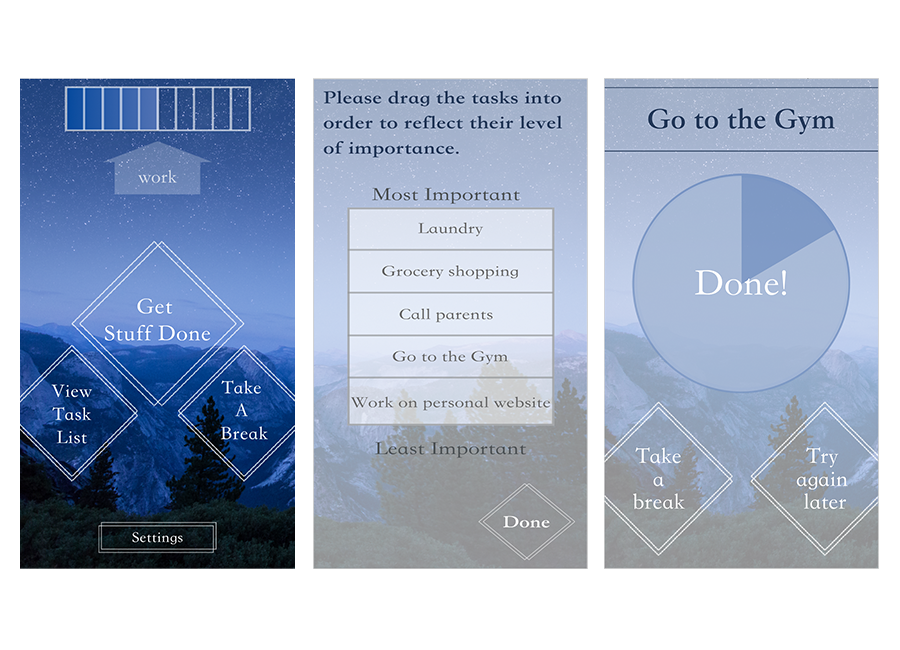 work
Get
Stuff Done
View
Task
List
Take
A
Break
Settings
Please drag the tasks into
order to reflect their level
of importance.
Most Important
Laundry
Grocery shopping
Call parents
Go to the Gym
Work on personal website
Least Important
Done
Go to the Gym
Done!
Take
a
break
Try
again
later